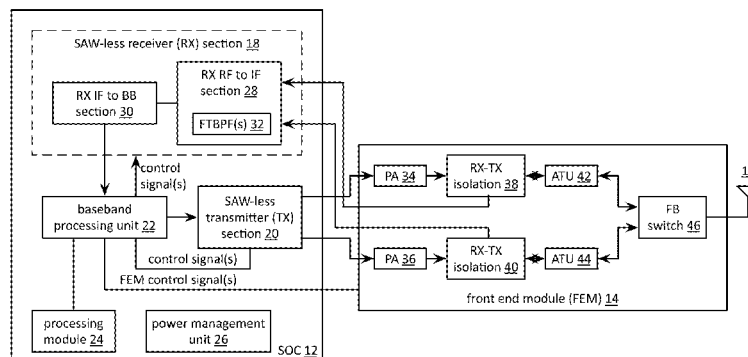 SAW-less receiver (RX) section 18
RX IF to BB
section 30
RX RF to IF
section
28
FTBPF(s) 32
control
signal(s)
baseband
processing unit 22
SAW-less
transmitter (TX)
section 20
control signal(s)
FEM control signal(s)
processing
module 24
power management
unit 26
SOC 12
PA 34
RX-TX
isolation 38
ATU 42
FB
switch 46
PA 36
RX-TX
isolation 40
ATU 44
front end module (FEM) 14